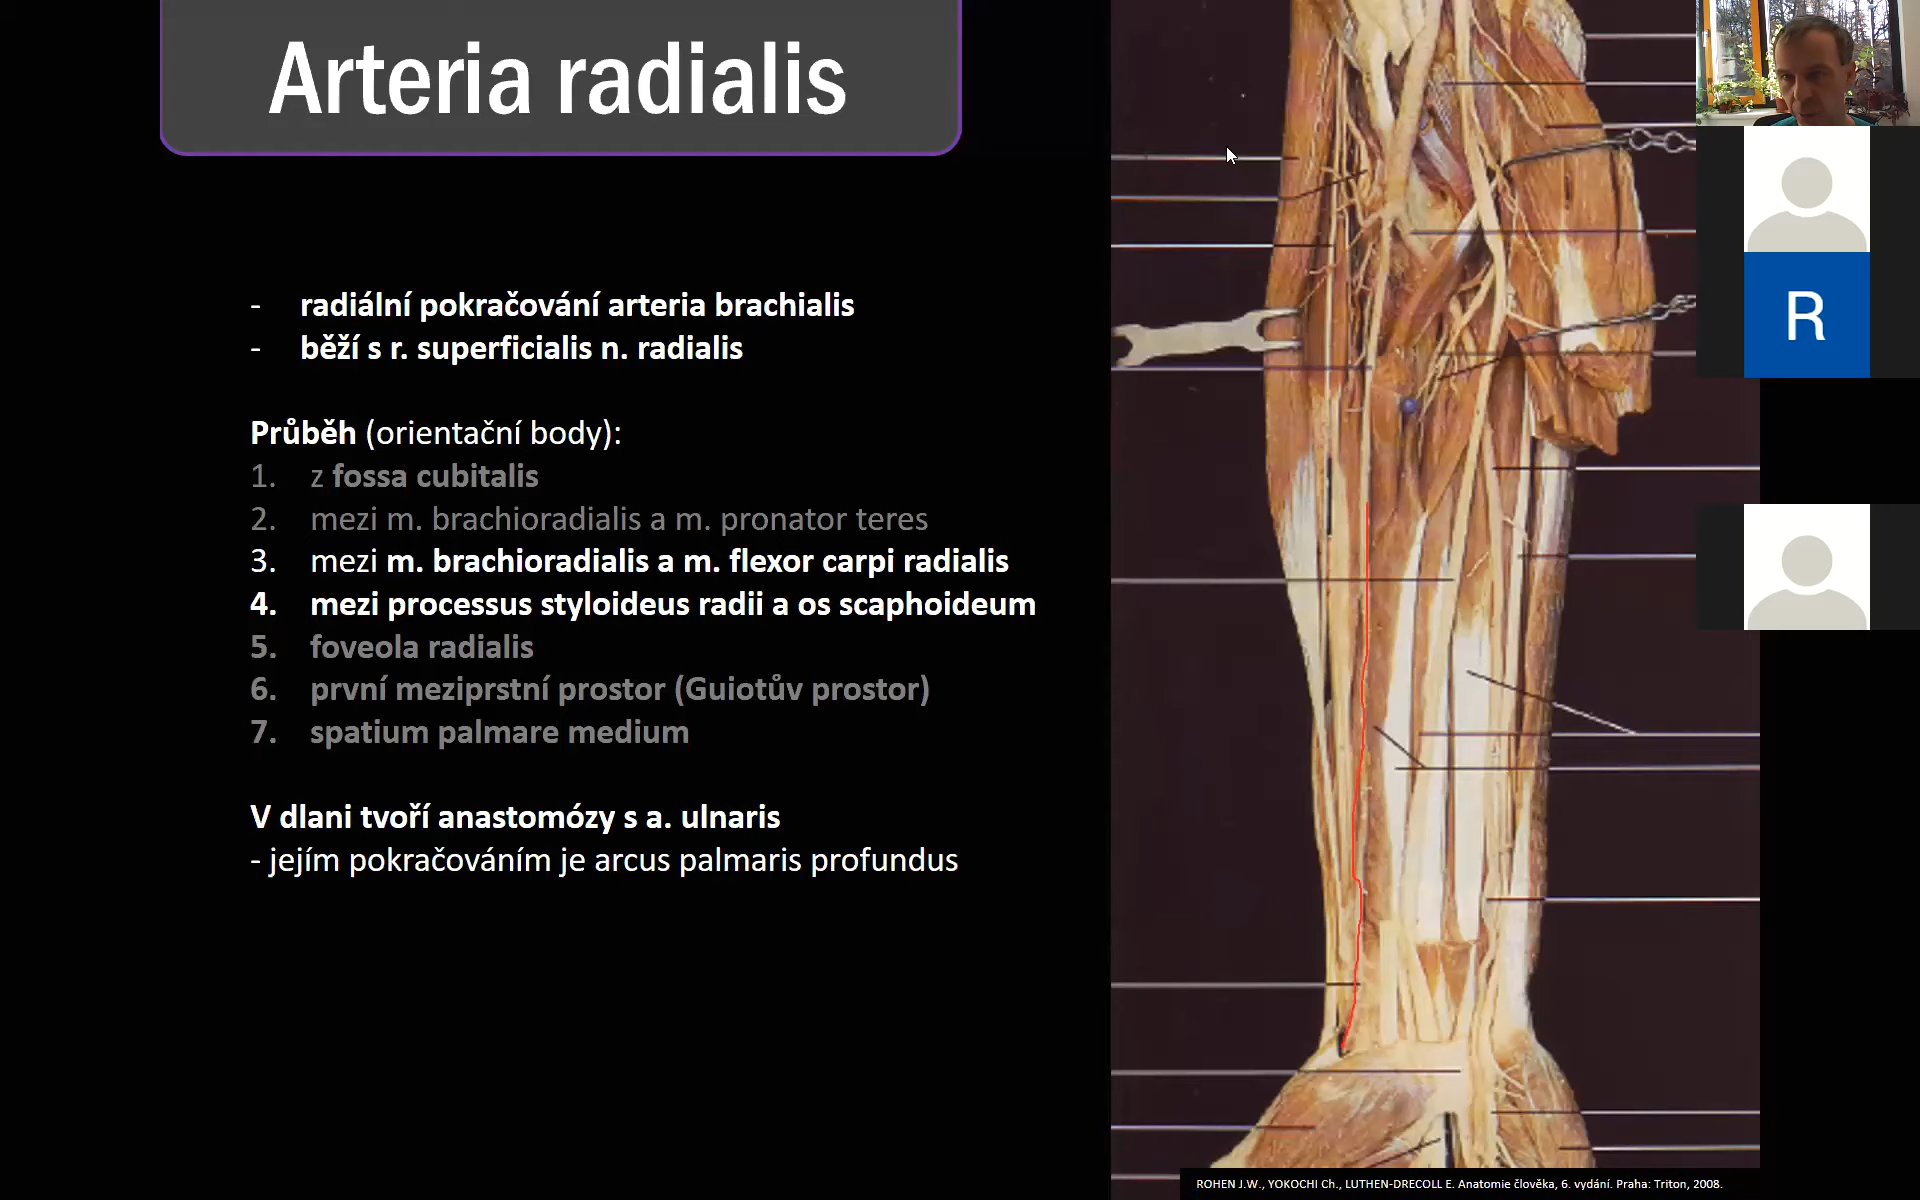 Arteria radialis
- radiální pokračování arteria brachialis
- běží s r. superficialis n. radialis
Průběh (orientační body):
1. z fossa cubitalis
2. mezi m. brachioradialis a m. pronator teres
3. mezi m. brachioradialis a m. flexor carpi radialis
4. mezi processus styloideus radii a os scaphoideum
5. foveola radialis
6. první meziprstní prostor (Guiotův prostor)
7. spatium palmare medium
V dlani tvoří anastomózy s a. ulnaris
- jejím pokračováním je arcus palmaris profundus
R
ROHEN J.W., YOKOCHI Ch., LUTHEN-DRECOLL E. Anatomie člověka, 6. vydání. Praha: Triton, 2008.